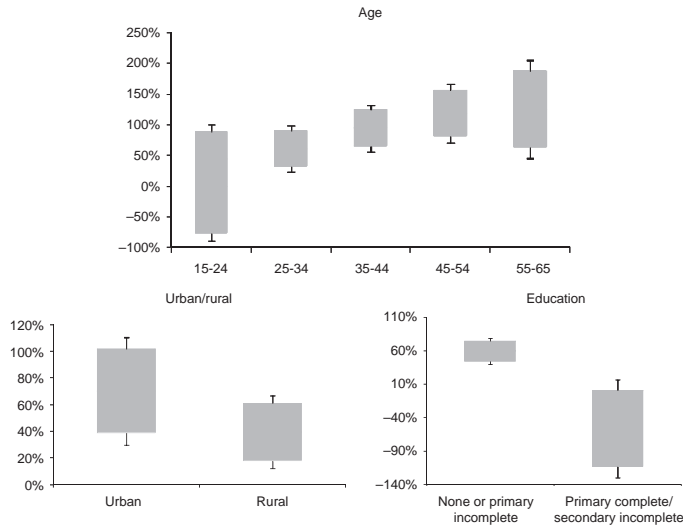 Age
250%
200%
150%
100%
50%
0%
–50%
–100%
15-24 25-34 35-44 45-54 55-65
Urban/rural
120%
100%
80%
60%
40%
20%
0%
Urban Rural
Education
110%
60%
10%
–40%
–90%
–140%
None or primary
incomplete
Primary complete/
secondary incomplete